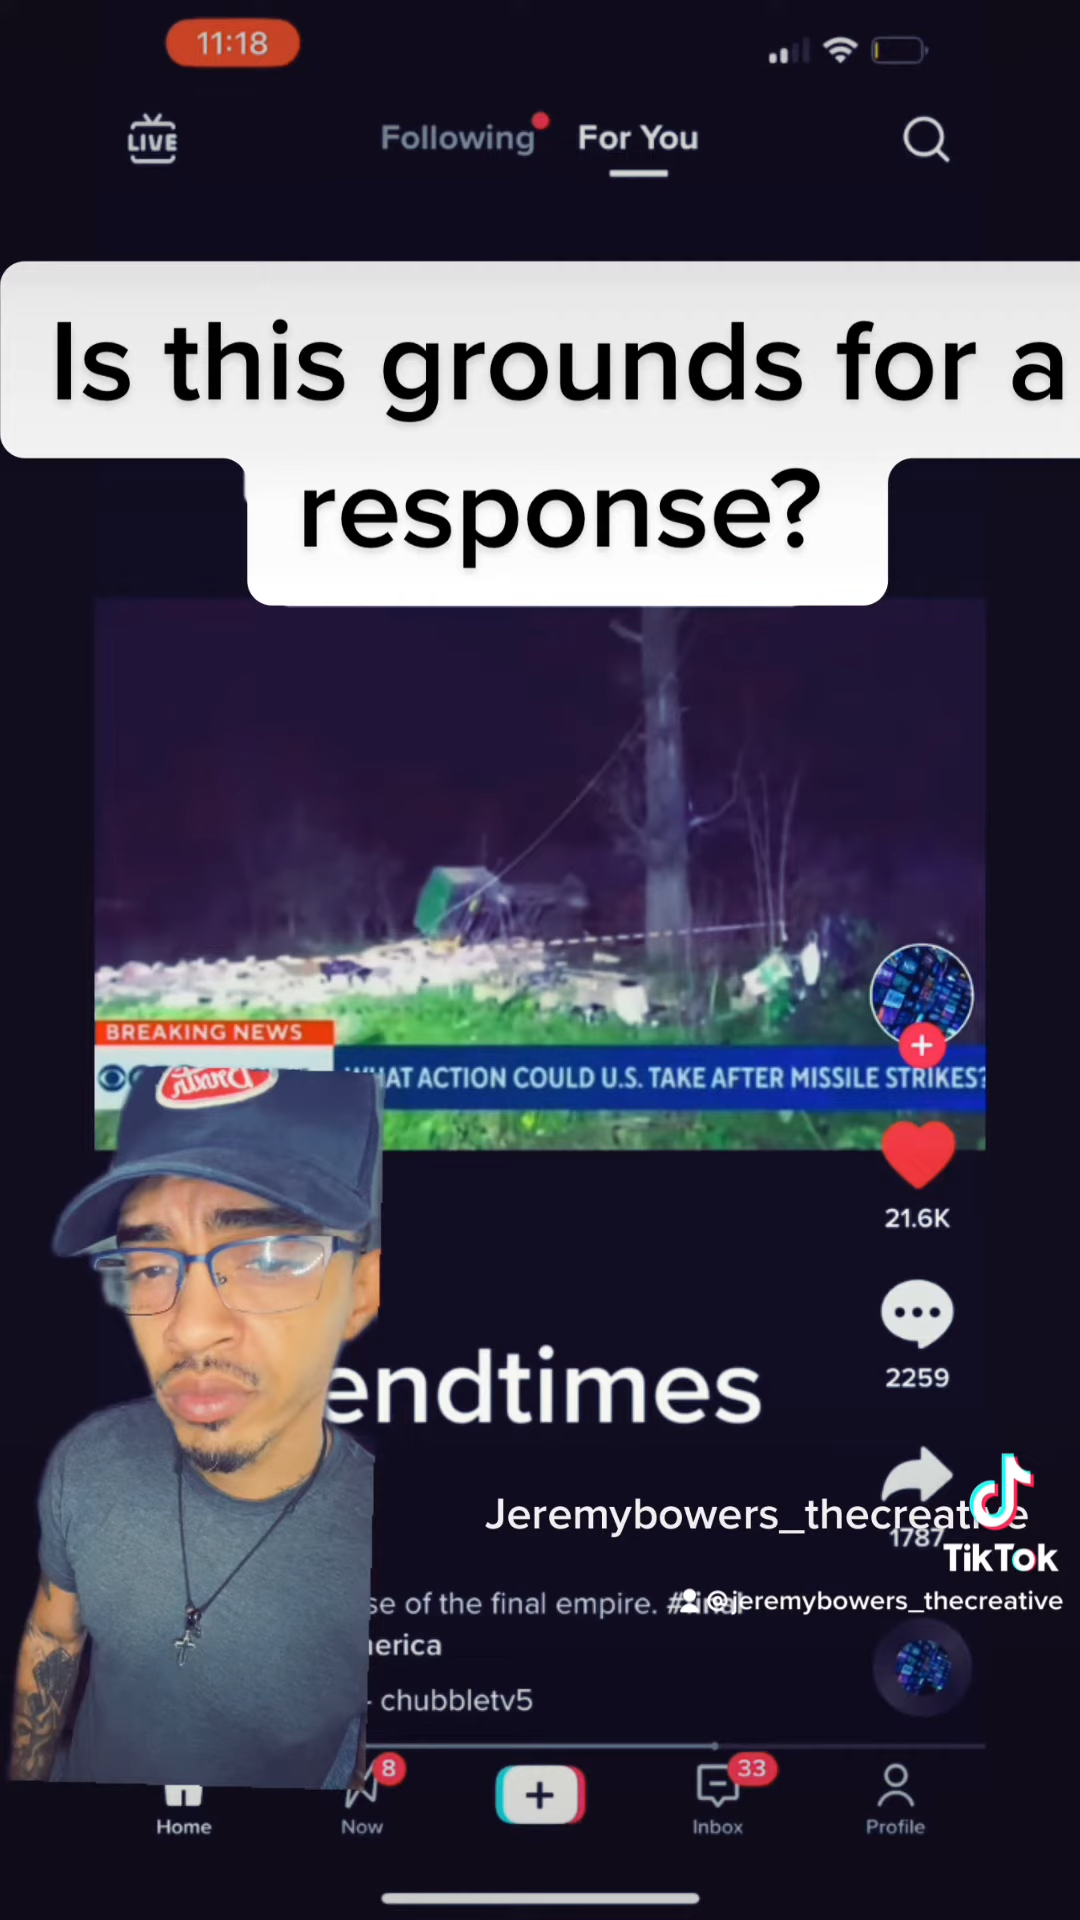 11:18
LIVE
Following
For You
Is this grounds for a
response?
BREAKING NEWS
WHAT ACTION COULD U.S. TAKE AFTER MISSILE STRIKES?
21.6K
2259
endtimes
Jeremybowers_thecreative
1787
TikTok
@jeremybowers_thecreative
se of the final empire.
erica
- chubbletv5
8
33
Home
Now
Inbox
Profile